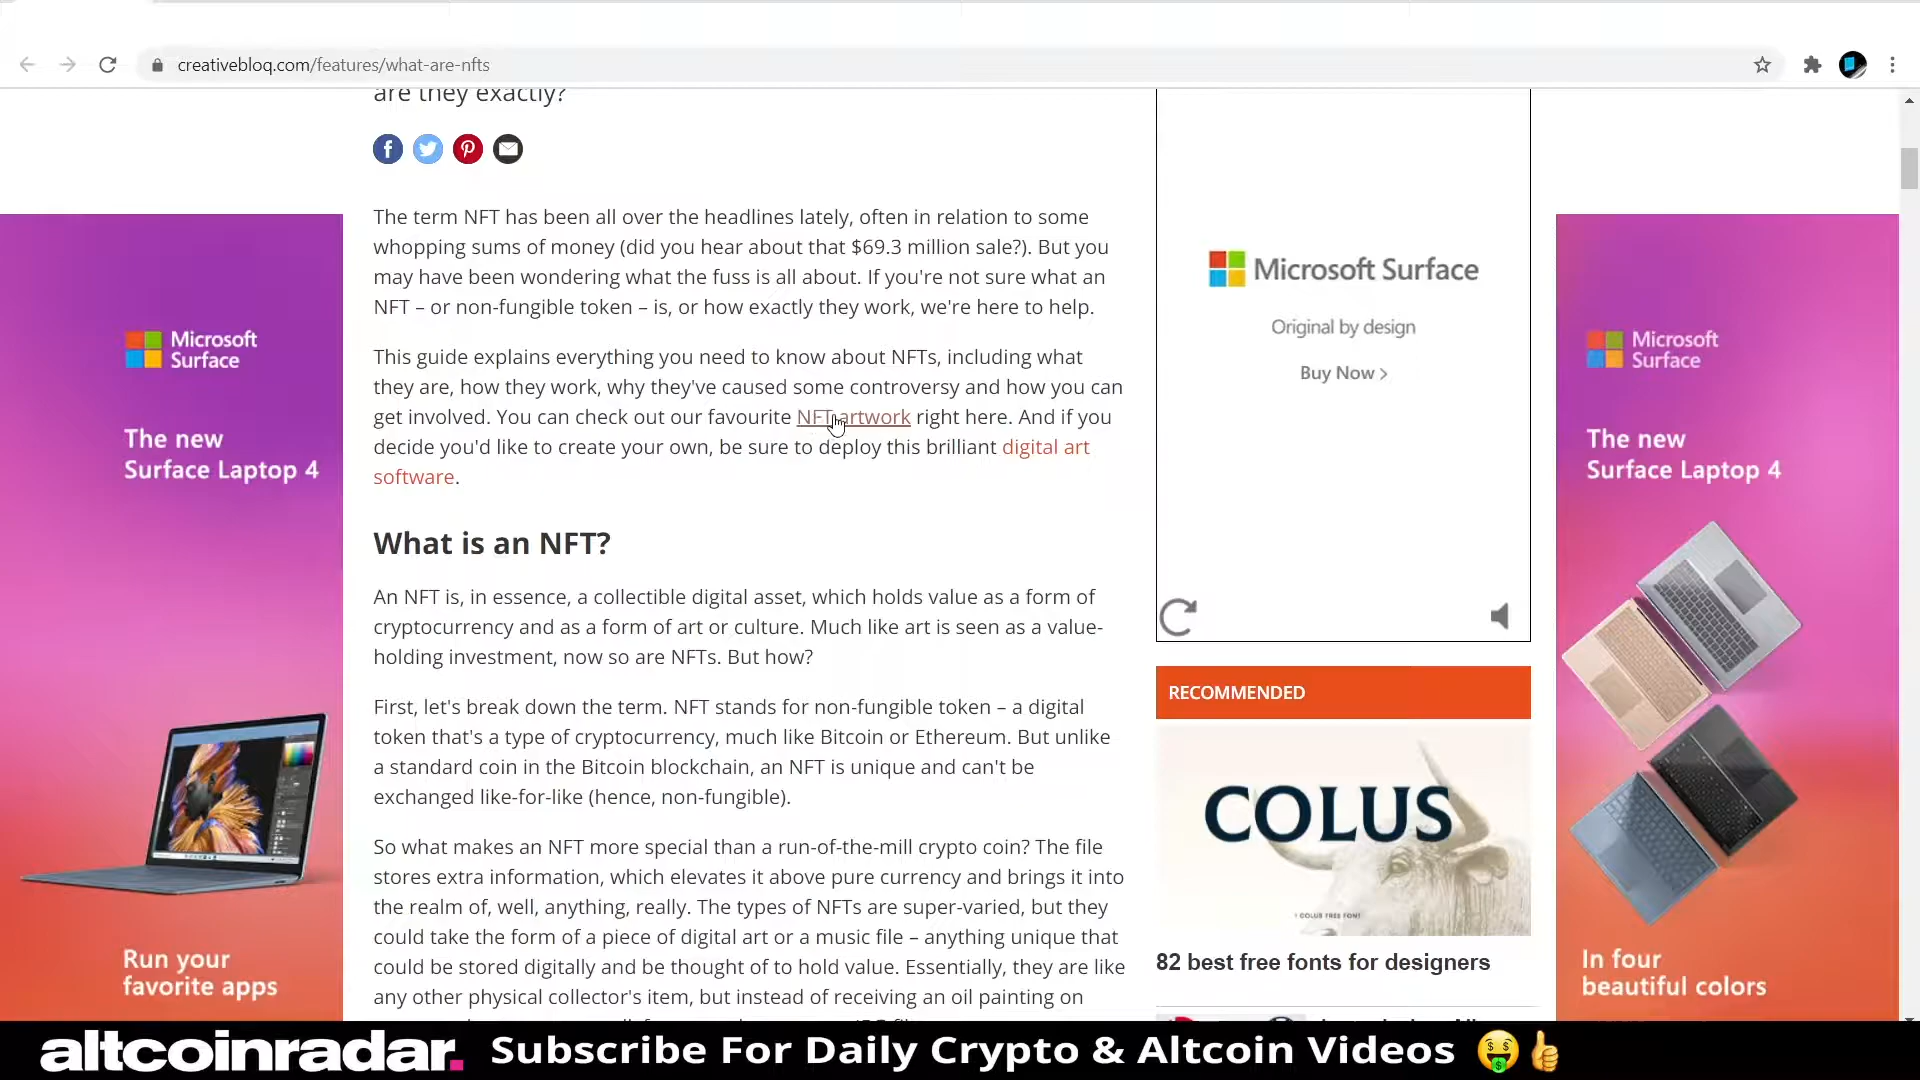 creativebloq.com/features/what-are-nfts
are they exactly?
The term NFT has been all over the headlines lately, often in relation to some
whopping sums of money (did you hear about that $69.3 million sale?). But you
may have been wondering what the fuss is all about. If you're not sure what an
NFT – or non-fungible token – is, or how exactly they work, we're here to help.
This guide explains everything you need to know about NFTs, including what
they are, how they work, why they've caused some controversy and how you can
get involved. You can check out our favourite NFT artwork right here. And if you
decide you'd like to create your own, be sure to deploy this brilliant digital art
software.
What is an NFT?
An NFT is, in essence, a collectible digital asset, which holds value as a form of
cryptocurrency and as a form of art or culture. Much like art is seen as a value-
holding investment, now so are NFTs. But how?
First, let's break down the term. NFT stands for non-fungible token – a digital
token that's a type of cryptocurrency, much like Bitcoin or Ethereum. But unlike
a standard coin in the Bitcoin blockchain, an NFT is unique and can't be
exchanged like-for-like (hence, non-fungible).
So what makes an NFT more special than a run-of-the-mill crypto coin? The file
stores extra information, which elevates it above pure currency and brings it into
the realm of, well, anything, really. The types of NFTs are super-varied, but they
could take the form of a piece of digital art or a music file – anything unique that
could be stored digitally and be thought of to hold value. Essentially, they are like
any other physical collector's item, but instead of receiving an oil painting on
Microsoft
Surface
The new
Surface Laptop 4
Run your
favorite apps
Microsoft Surface
Original by design
Buy Now >
RECOMMENDED
COLUS
COLUS FREE FONT
82 best free fonts for designers
Microsoft
Surface
The new
Surface Laptop 4
In four
beautiful colors
altcoinradar. Subscribe For Daily Crypto & Altcoin Videos